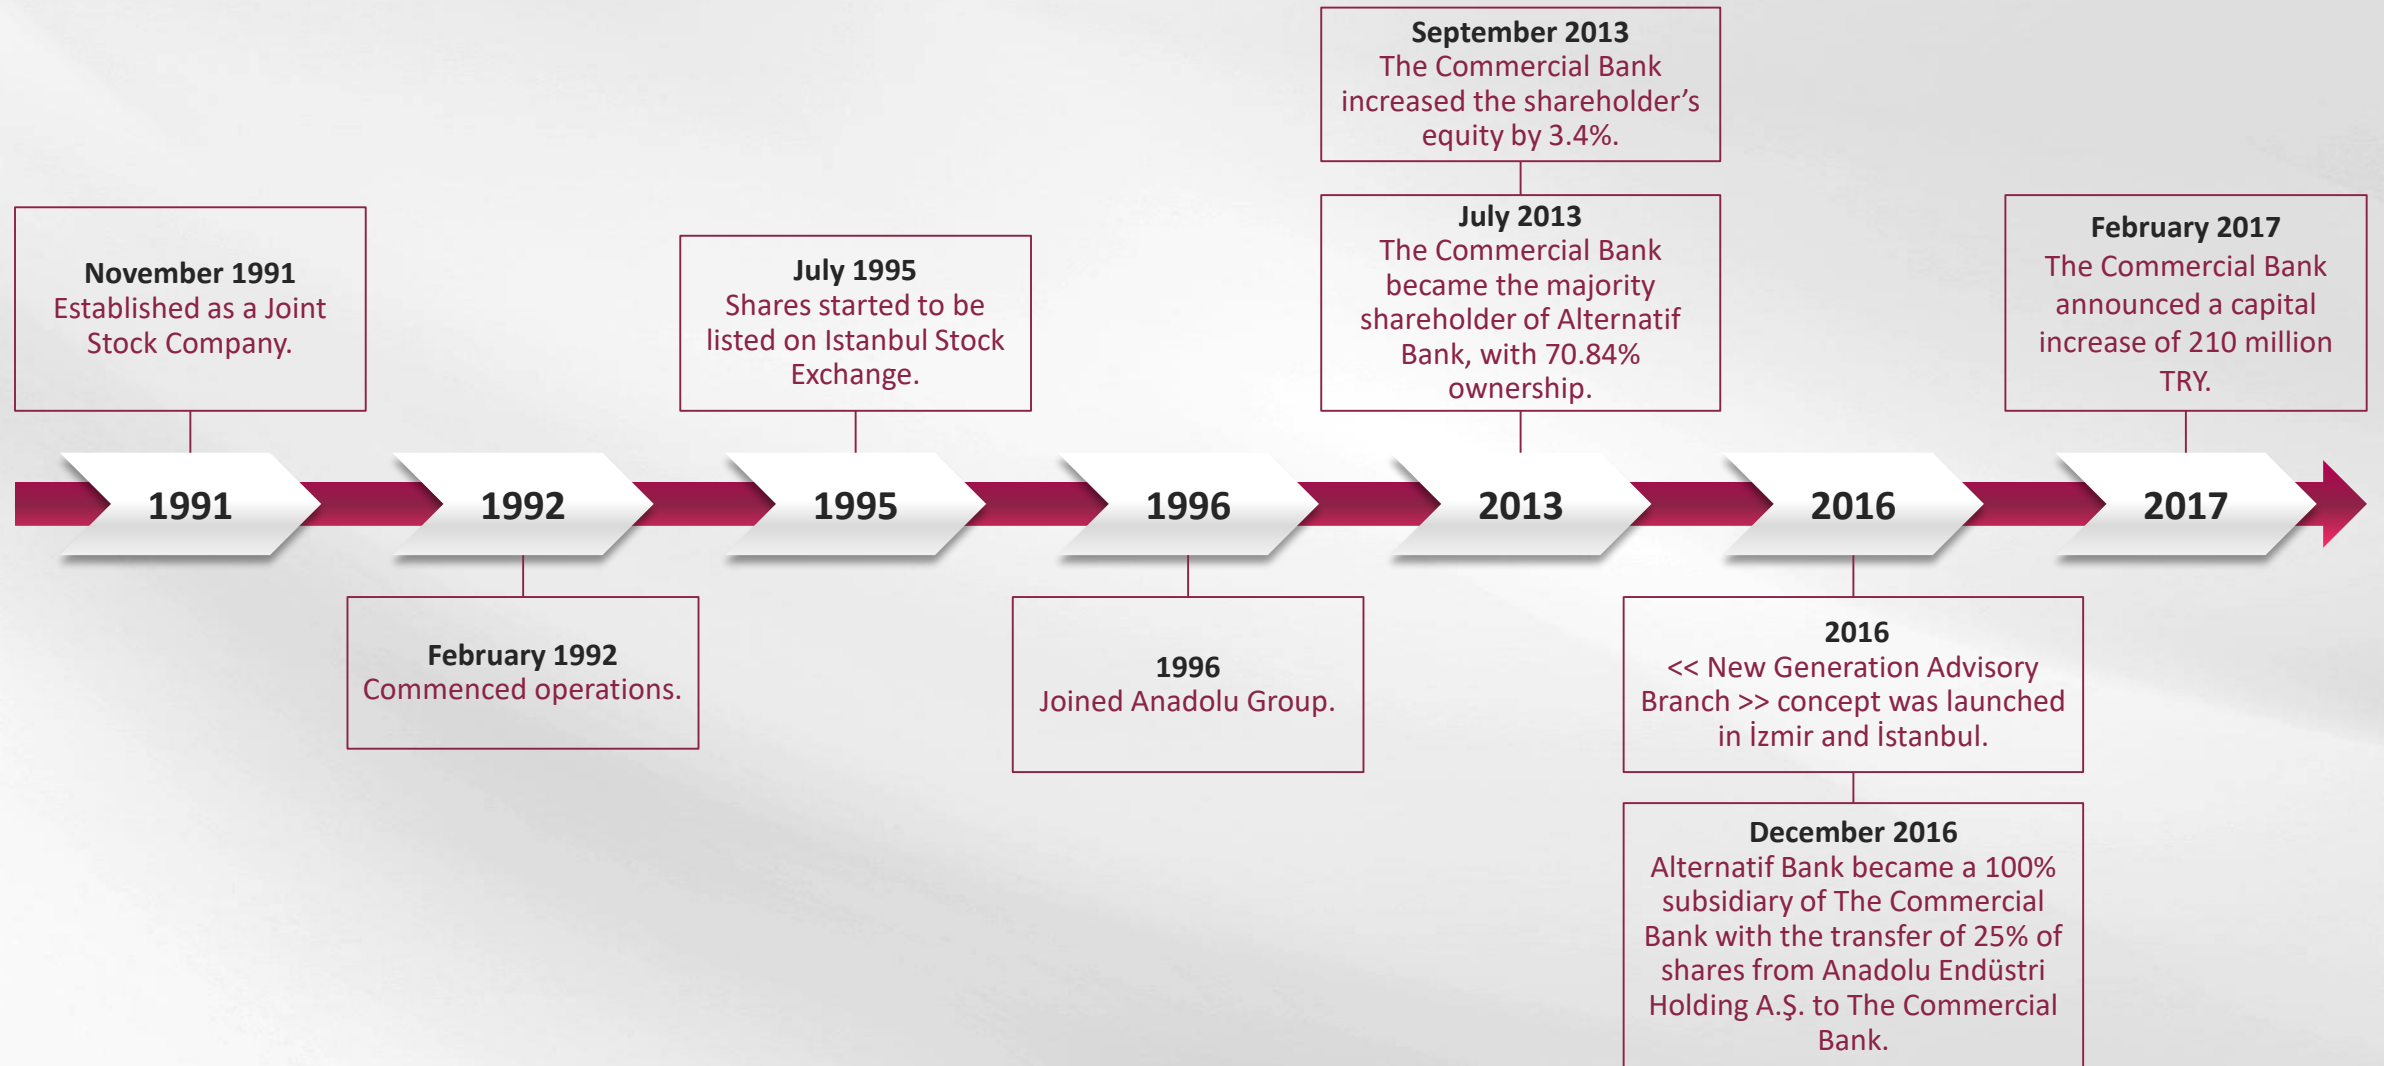 November 1991
Established as a Joint
Stock Company.
July 1995
Shares started to be
listed on Istanbul Stock
Exchange.
September 2013
The Commercial Bank
increased the shareholder’s
equity by 3.4%.
July 2013
The Commercial Bank
became the majority
shareholder of Alternatif
Bank, with 70.84%
ownership.
February 2017
The Commercial Bank
announced a capital
increase of 210 million
TRY.
1991
1992
1995
1996
2013
2016
2017
February 1992
Commenced operations.
1996
Joined Anadolu Group.
2016
<< New Generation Advisory
Branch >> concept was launched
in İzmir and İstanbul.
December 2016
Alternatif Bank became a 100%
subsidiary of The Commercial
Bank with the transfer of 25% of
shares from Anadolu Endüstri
Holding A.Ş. to The Commercial
Bank.